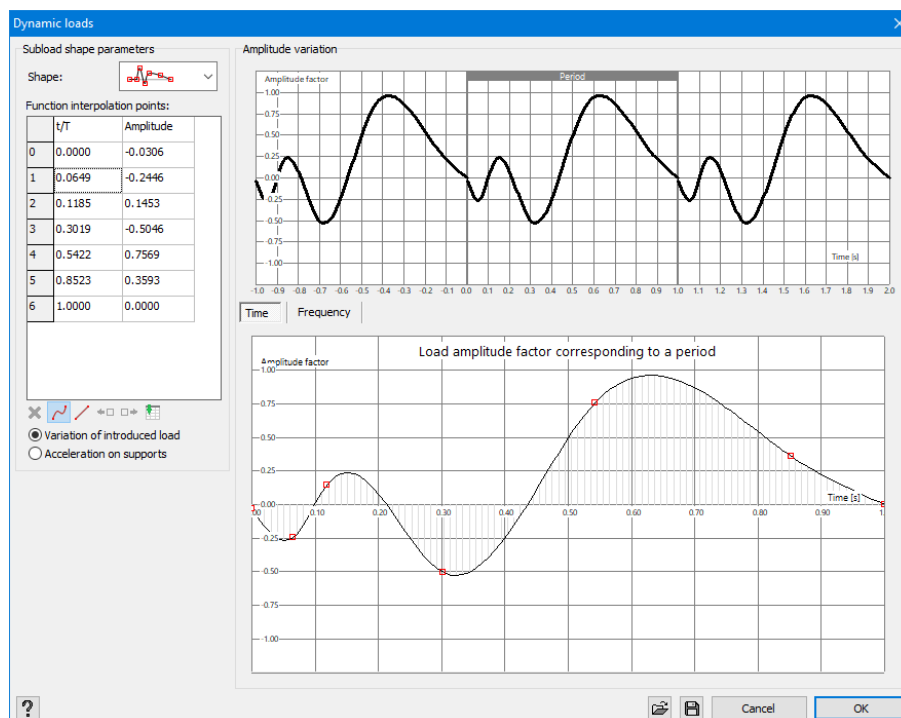 Dynamic loads
Subload shape parameters
Shape:
Function interpolation points:
t/T Amplitude
0 0.0000 -0.0306
1 0.0649 -0.2446
2 0.1185 0.1453
3 0.3019 -0.5046
4 0.5422 0.7569
5 0.8523 0.3593
6 1.0000 0.0000
Variation of introduced load
Acceleration on supports
Amplitude variation
Amplitude factor
Period
1.00
0.75
0.50
0.25
0.00
-0.25
-0.50
-0.75
-1.00
Time [s]
-1.0 -0.9 -0.8 -0.7 -0.6 -0.5 -0.4 -0.3 -0.2 -0.1 0.0 0.1 0.2 0.3 0.4 0.5 0.6 0.7 0.8 0.9 1.0 1.1 1.2 1.3 1.4 1.5 1.6 1.7 1.8 1.9 2.0
Time Frequency
Load amplitude factor corresponding to a period
Amplitude factor
1.00
0.75
0.50
0.25
0.00
Time [s]
.00 0.10 0.20 0.30 0.40 0.50 0.60 0.70 0.80 0.90 1.
-0.25
-0.50
-0.75
-1.00
?
Cancel
OK